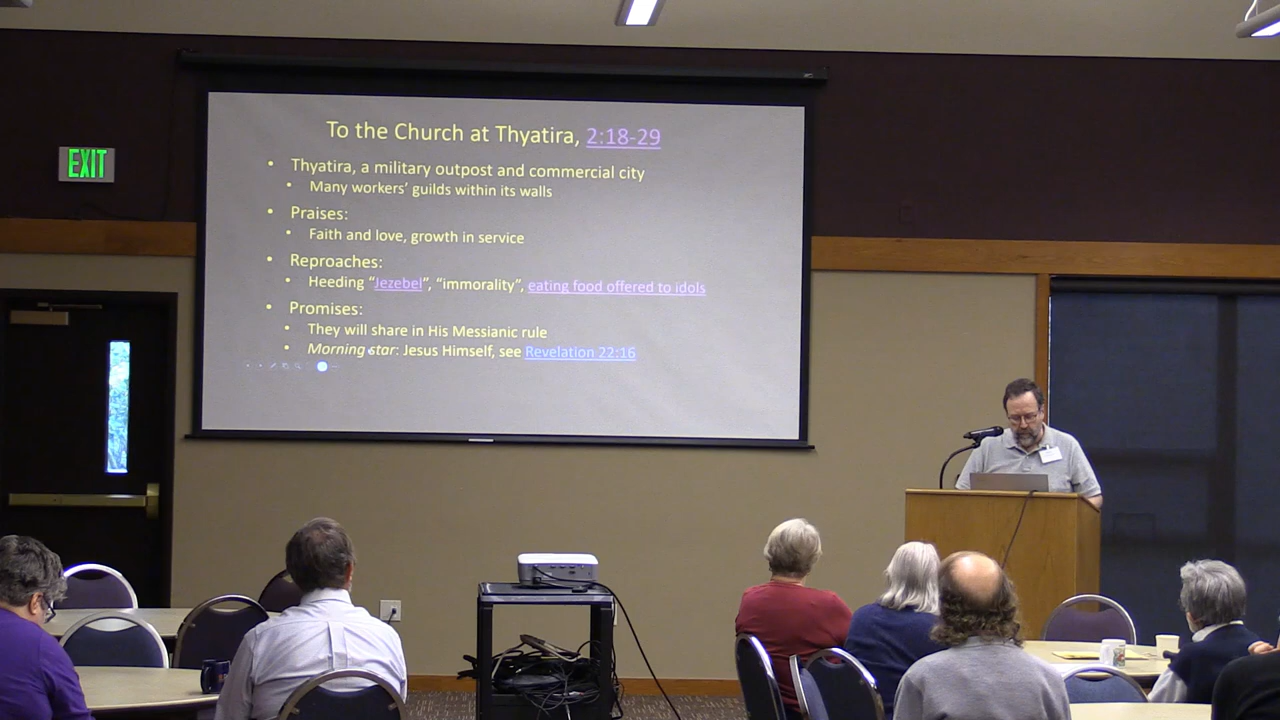 To the Church at Thyatira, 2:18-29
• Thyatira, a military outpost and commercial city
• Many workers' guilds within its walls
• Praises:
• Faith and love, growth in service
• Reproaches:
• Heeding "Jezebel", "immorality", eating food offered to idols
• Promises:
• They will share in His Messianic rule
• Morning star: Jesus Himself, see Revelation 22:16
EXIT